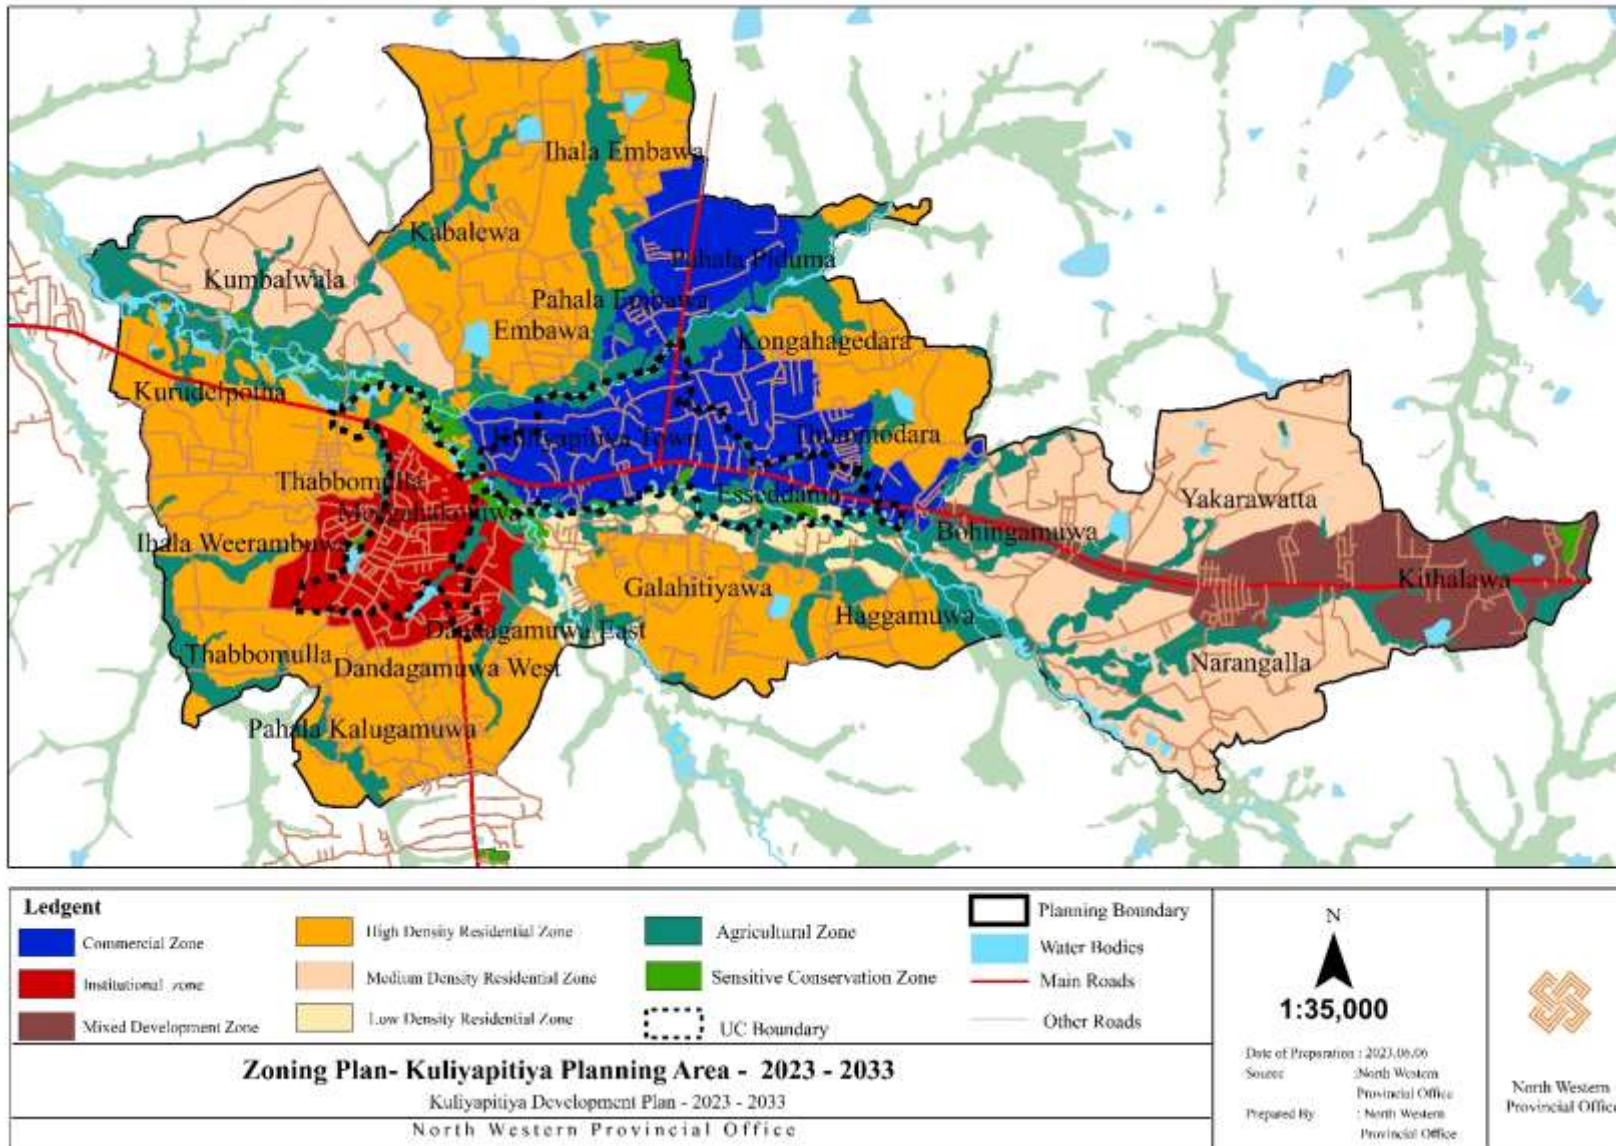 Ihala Embawa
Kabalewa
Pahala Piduma
Kumbalwala
Pahala Embawa
Embawa
Kongahagedara
Kurudelpotha
Kuliyapitiya Town
Thummodara
Thabbomulla
Esseddama
Yakarawatta
Bohingamuwa
Ihala Weerambuwa
Galahitiyawa
Kithalawa
Haggamuwa
Dandagamuwa East
Thabbomulla
Dandagamuwa West
Narangalla
Pahala Kalugamuwa
Ledgent
Commercial Zone
Institutional zone
Mixed Development Zone
High Density Residential Zone
Medium Density Residential Zone
Low Density Residential Zone
Agricultural Zone
Sensitive Conservation Zone
UC Boundary
Planning Boundary
Water Bodies
Main Roads
Other Roads
N
1:35,000
Date of Preparation : 2023.06.06
Source :North Western
Provincial Office
Prepared By : North Western
Provincial Office
North Western
Provincial Office
Zoning Plan- Kuliyapitiya Planning Area - 2023 - 2033
Kuliyapitiya Development Plan - 2023 - 2033
North Western Provincial Office